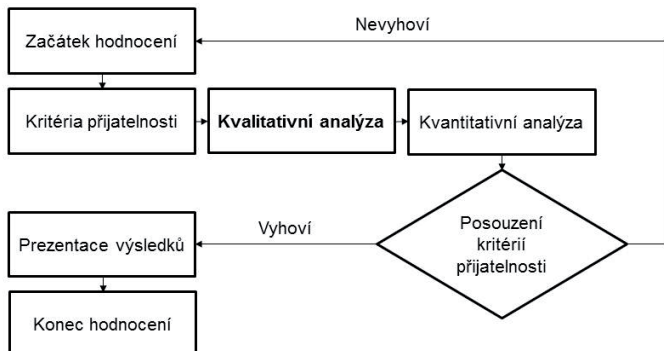 Nevyhoví
Začátek hodnocení
Kritéria přijatelnosti
Kvalitativní analýza
Kvantitativní analýza
Posouzení
kritérií
přijatelnosti
Vyhoví
Prezentace výsledků
Konec hodnocení